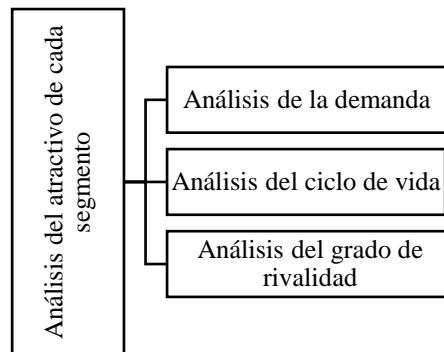 Análisis del atractivo de cada
segmento
Análisis de la demanda
Análisis del ciclo de vida
Análisis del grado de
rivalidad